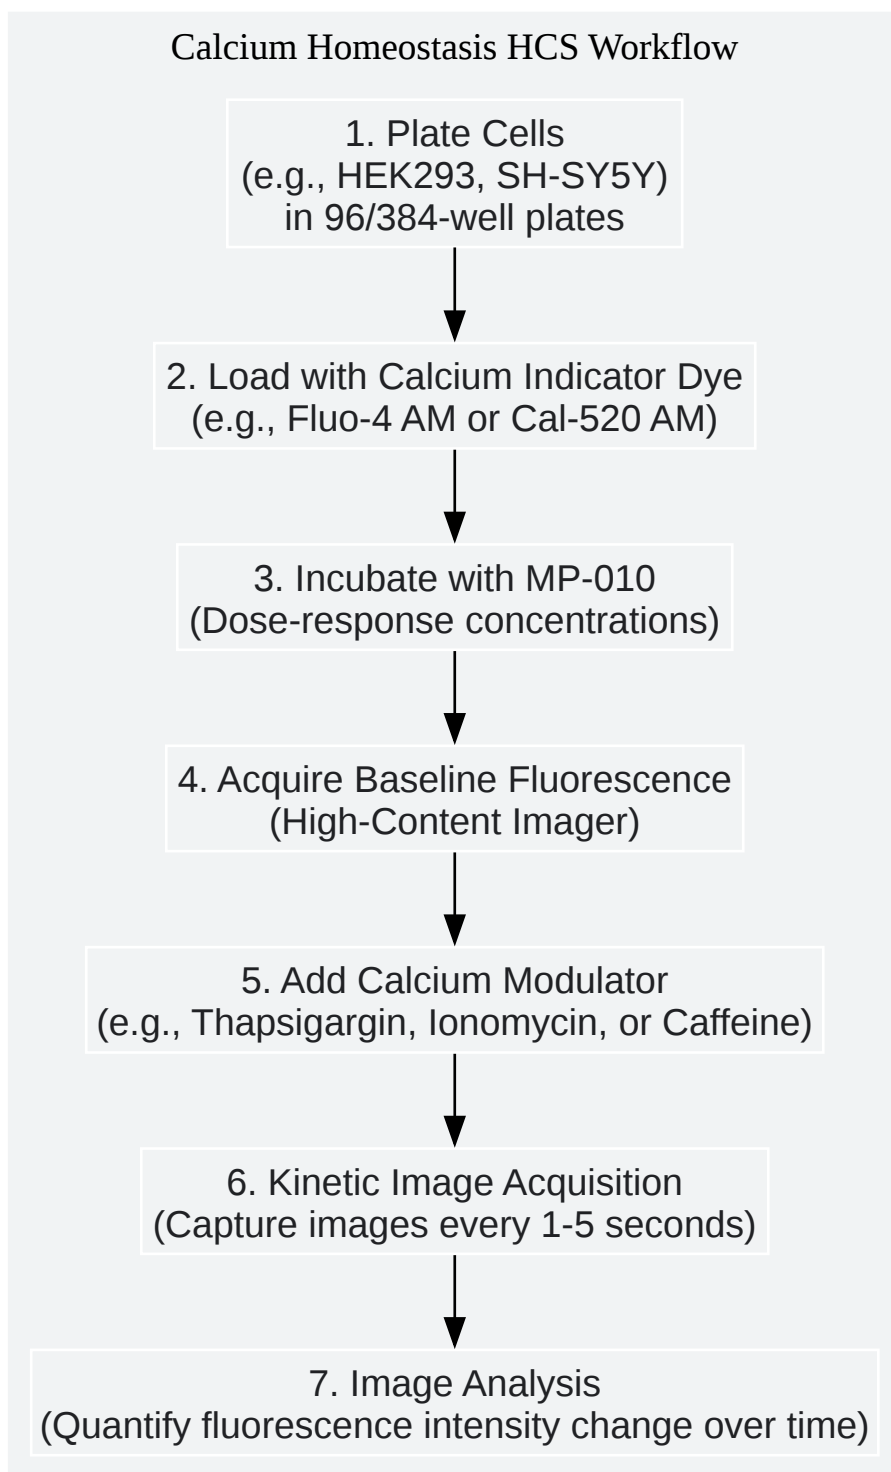 Calcium Homeostasis HCS Workflow
1. Plate Cells
(e.g., HEK293, SH-SY5Y)
in 96/384-well plates
2. Load with Calcium Indicator Dye
(e.g., Fluo-4 AM or Cal-520 AM)
3. Incubate with MP-010
(Dose-response concentrations)
4. Acquire Baseline Fluorescence
(High-Content Imager)
5. Add Calcium Modulator
(e.g., Thapsigargin, Ionomycin, or Caffeine)
6. Kinetic Image Acquisition
(Capture images every 1-5 seconds)
7. Image Analysis
(Quantify fluorescence intensity change over time)